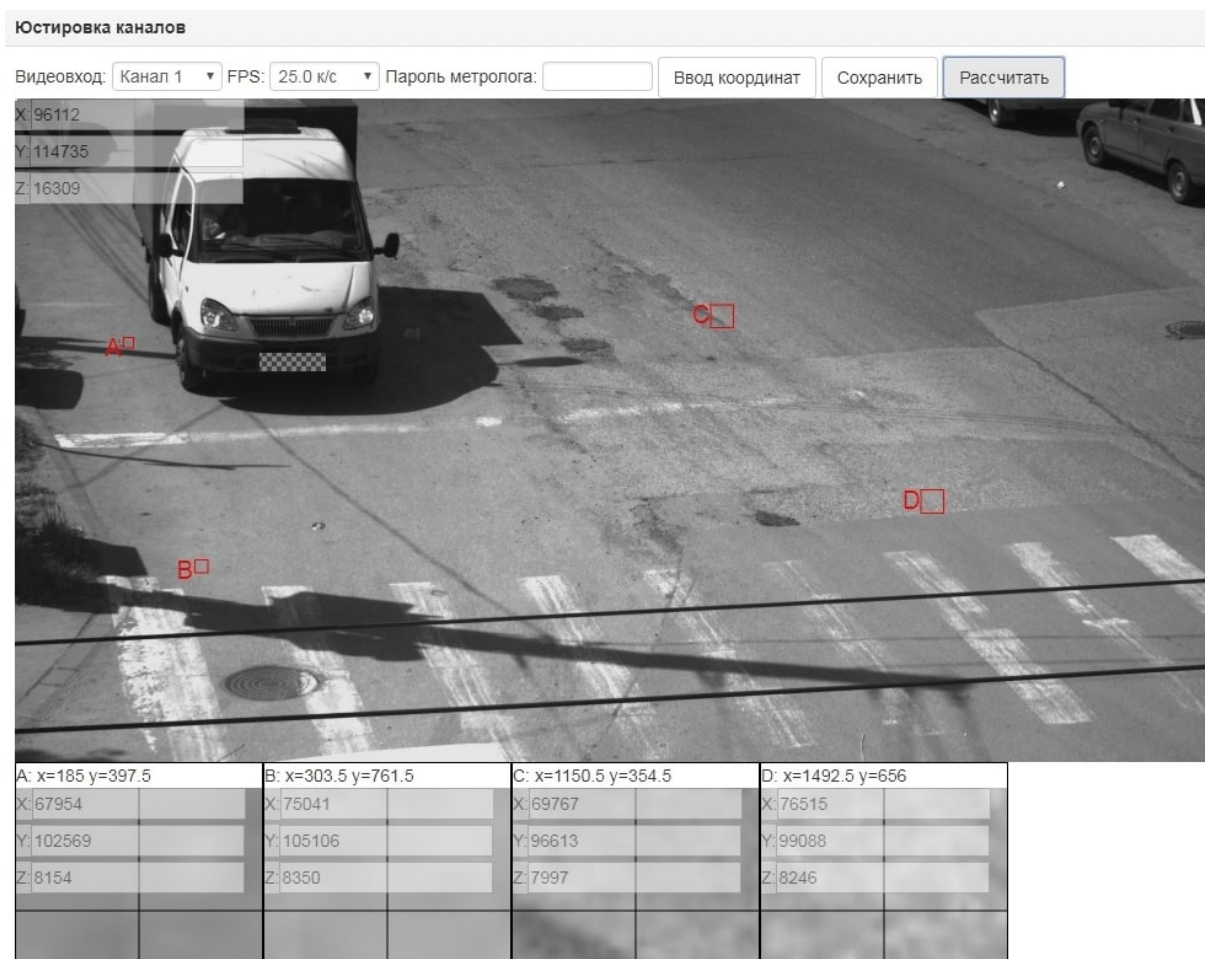 Юстировка каналов
Видеовход: Канал 1 FPS: 25.0 к/с Пароль метролога: Ввод координат Сохранить Рассчитать
X: 96112
Y: 114735
Z: 16309
C
A
D
B
A: x=185 y=397.5 B: x=303.5 y=761.5 C: x=1150.5 y=354.5 D: x=1492.5 y=656
X: 67954 X: 75041 X: 69767 X: 76515
Y: 102569 Y: 105106 Y: 96613 Y: 99088
Z: 8154 Z: 8350 Z: 7997 Z: 8246